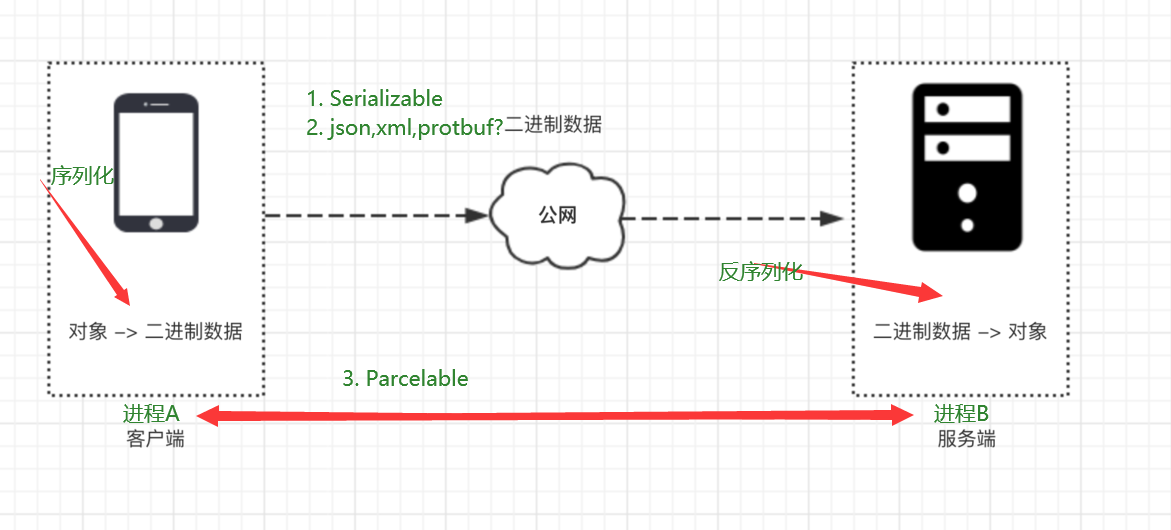 1. Serializable
2. json,xml,protbuf?
二进制数据
序列化
公网
反序列化
对象 –> 二进制数据
二进制数据 –> 对象
3. Parcelable
进程A
客户端
进程B
服务端